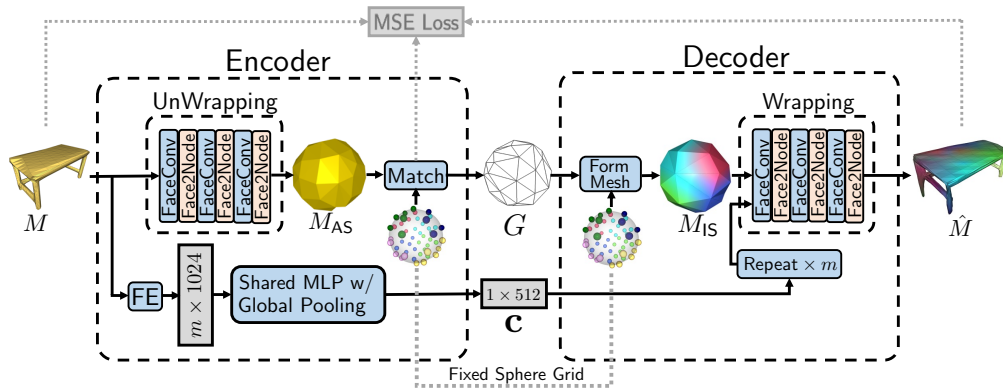 MSE Loss
Encoder
Decoder
UnWrapping
Wrapping
FaceConv
Face2Node
FaceConv
Face2Node
FaceConv
Face2Node
Match
Form
Mesh
FaceConv
Face2Node
FaceConv
Face2Node
FaceConv
Face2Node
M
M_AS
G
M_IS
M̂
FE
m × 1024
Shared MLP w/
Global Pooling
1 × 512
C
Repeat × m
Fixed Sphere Grid